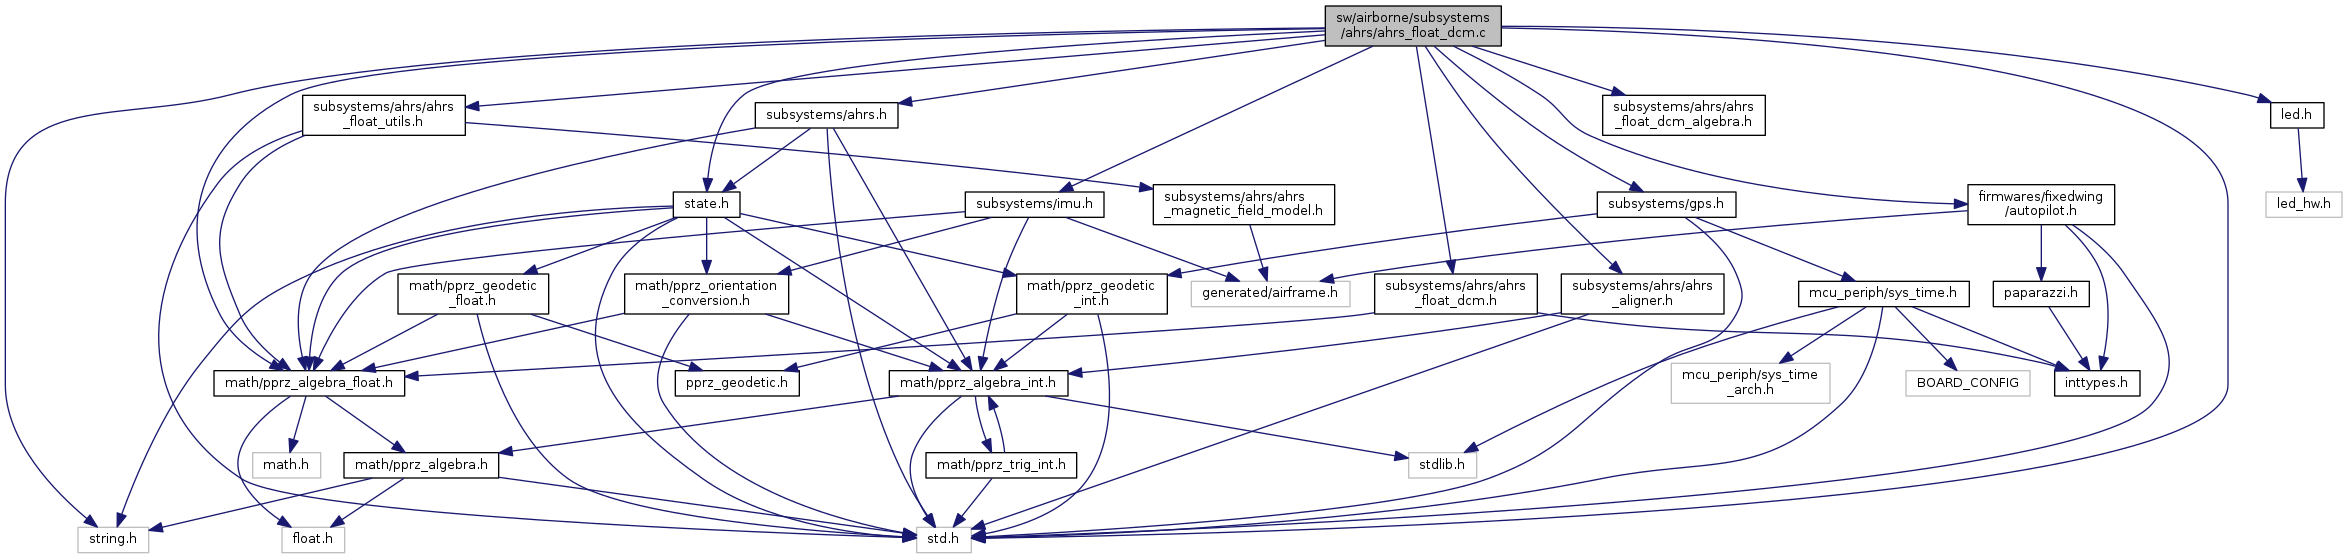 sw/airborne/subsystems
/ahrs/ahrs_float_dcm.c
subsystems/ahrs/ahrs
_float_utils.h
subsystems/ahrs.h
subsystems/ahrs/ahrs
_float_dcm_algebra.h
led.h
state.h
subsystems/imu.h
subsystems/ahrs/ahrs
_magnetic_field_model.h
subsystems/gps.h
firmwares/fixedwing
/autopilot.h
led_hw.h
math/pprz_geodetic
_float.h
math/pprz_orientation
_conversion.h
math/pprz_geodetic
_int.h
generated/airframe.h
subsystems/ahrs/ahrs
_float_dcm.h
subsystems/ahrs/ahrs
_aligner.h
mcu_periph/sys_time.h
paparazzi.h
math/pprz_algebra_float.h
pprz_geodetic.h
math/pprz_algebra_int.h
mcu_periph/sys_time
_arch.h
BOARD_CONFIG
inttypes.h
math.h
math/pprz_algebra.h
math/pprz_trig_int.h
stdlib.h
string.h
float.h
std.h